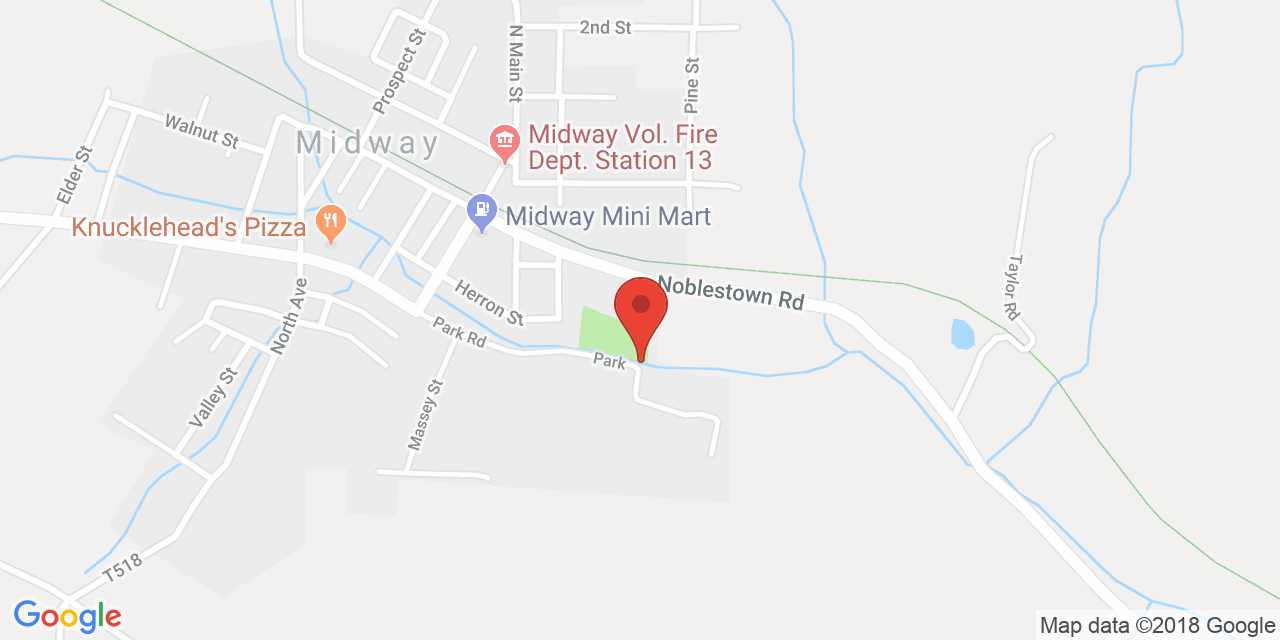 2nd St
N Main St
Prospect St
Pine St
Walnut St
Midway
Midway Vol. Fire
Dept. Station 13
Elder St
Knucklehead's Pizza
Midway Mini Mart
Taylor Rd
Noblestown Rd
Herron St
North Ave
Park Rd
Park
Valley St
Massey St
T518
Google
Map data ©2018 Google